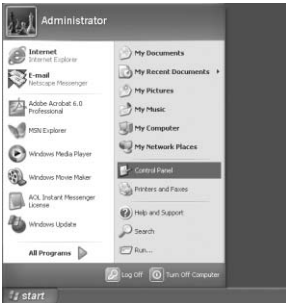 Administrator
Internet
Internet Explorer
E-mail
Netscape Messenger
Adobe Acrobat 6.0
Professional
MSN Explorer
Windows Media Player
Windows Movie Maker
AOL Instant Messenger
License
Windows Update
All Programs
My Documents
My Recent Documents
My Pictures
My Music
My Computer
My Network Places
Control Panel
Printers and Faxes
Help and Support
Search
Run...
Log Off
Turn Off Computer
start